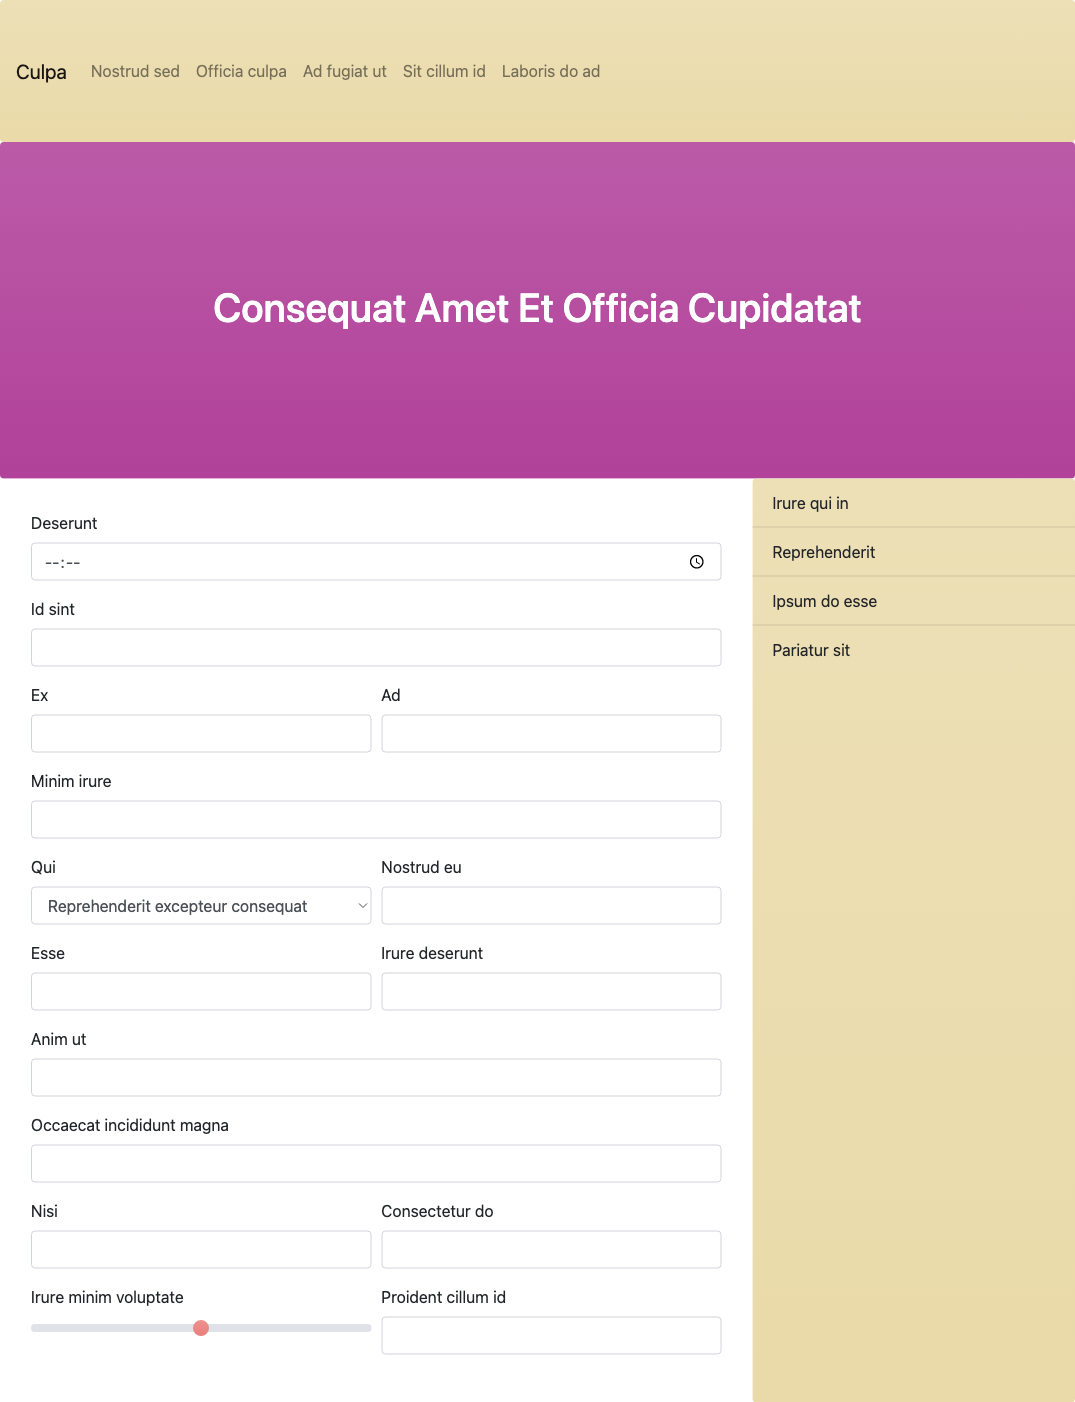 Culpa Nostrud sed Officia culpa Ad fugiat ut Sit cillum id Laboris do ad
Consequat Amet Et Officia Cupidatat
Deserunt
--:--
Id sint
Ex Ad
Minim irure
Qui Nostrud eu
Reprehenderit excepteur consequat
Esse Irure deserunt
Anim ut
Occaecat incididunt magna
Nisi Consectetur do
Irure minim voluptate Proident cillum id
Irure qui in
Reprehenderit
Ipsum do esse
Pariatur sit